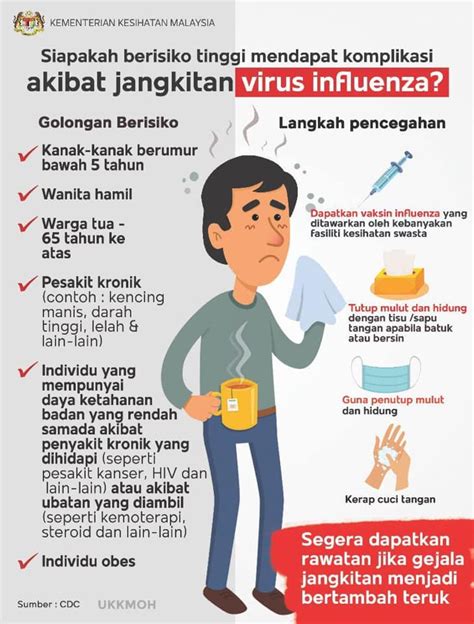 KEMENTERIAN KESIHATAN MALAYSIA
Siapakah berisiko tinggi mendapat komplikasi
akibat jangkitan virus influenza?
Golongan Berisiko
Kanak-kanak berumur
bawah 5 tahun
Wanita hamil
Warga tua -
65 tahun ke
atas
Pesakit kronik
(contoh : kencing
manis, darah
tinggi, lelah &
lain-lain)
Individu yang
mempunyai
daya ketahanan
badan yang rendah
samada akibat
penyakit kronik yang
dihidapi (seperti
pesakit kanser, HIV dan
lain-lain) atau akibat
ubatan yang diambil
(seperti kemoterapi,
steroid dan lain-lain)
Individu obes
Sumber : CDC
UKKMOH
Langkah pencegahan
Dapatkan vaksin influenza yang
ditawarkan oleh kebanyakan
fasiliti kesihatan swasta
Tutup mulut dan hidung
dengan tisu /sapu
tangan apabila batuk
atau bersin
Guna penutup mulut
dan hidung
Kerap cuci tangan
Segera dapatkan
rawatan jika gejala
jangkitan menjadi
bertambah teruk